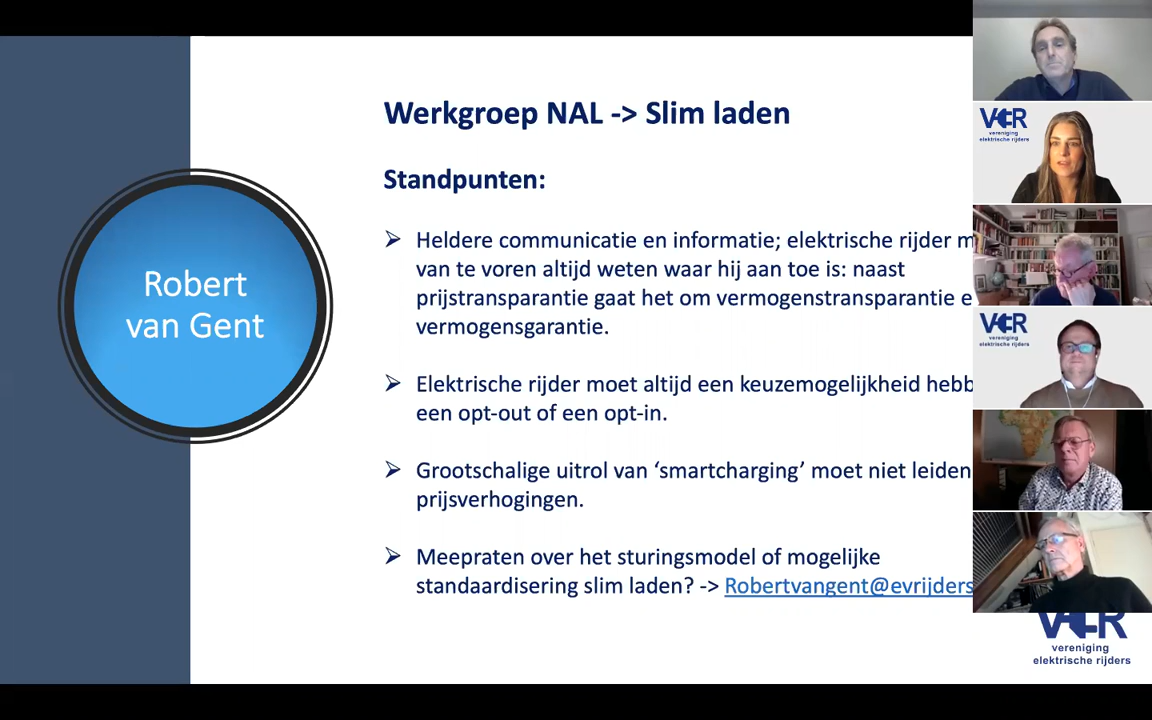 Werkgroep NAL -> Slim laden
Standpunten:
Robert
van Gent
Heldere communicatie en informatie; elektrische rijder
van te voren altijd weten waar hij aan toe is: naast
prijstransparantie gaat het om vermogenstransparantie
vermogensgarantie.
Elektrische rijder moet altijd een keuzemogelijkheid
een opt-out of een opt-in.
Grootschalige uitrol van ‘smartcharging’ moet niet leiden
prijsverhogingen.
Meepraten over het sturingsmodel of mogelijke
standaardisering slim laden? -> Robertvangent@evrijders
VER
vereniging
elektrische rijders
VER
vereniging
elektrische rijders
vereniging
elektrische rijders